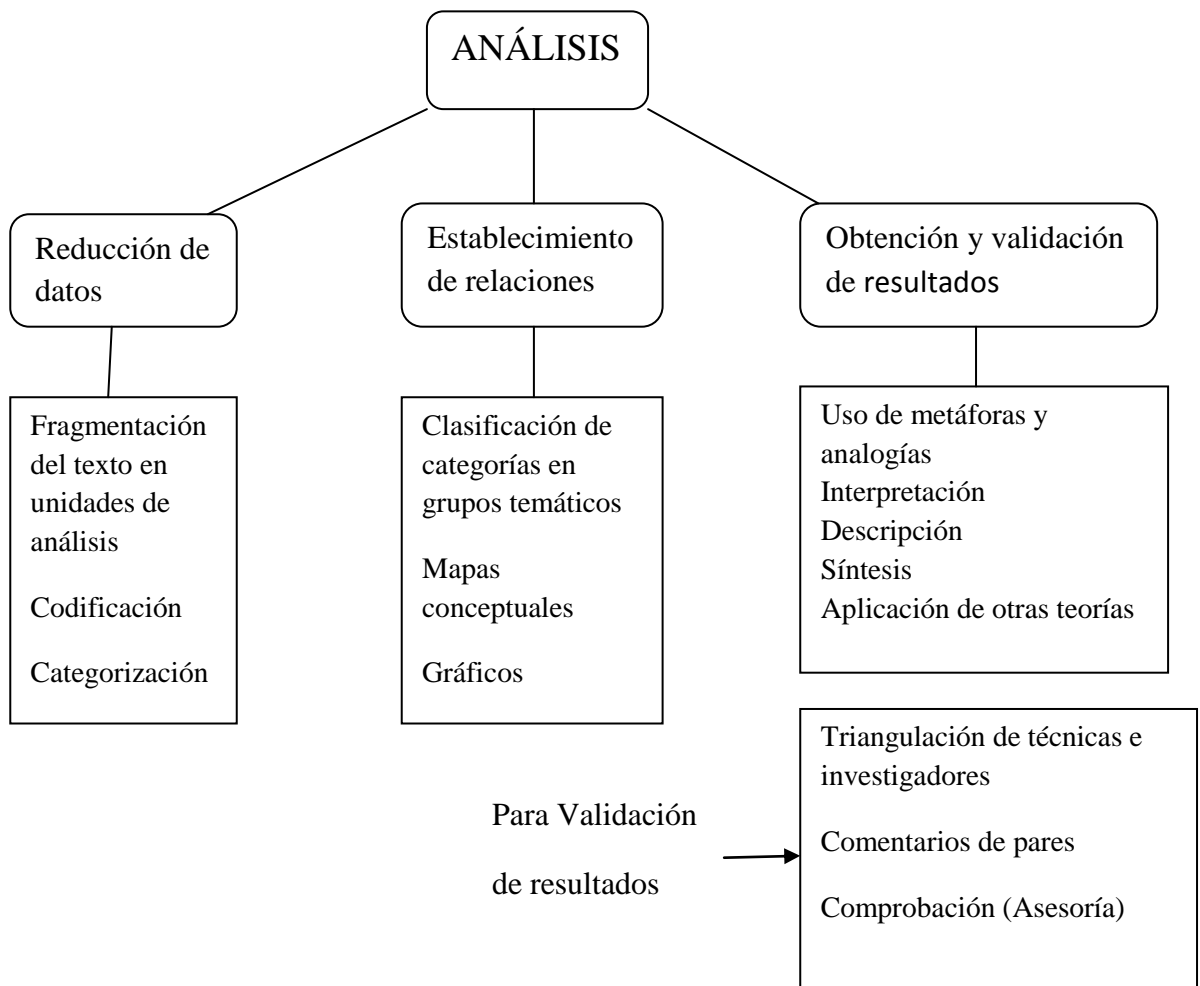 ANÁLISIS
Reducción de
datos
Establecimiento
de relaciones
Obtención y validación
de resultados
Fragmentación
del texto en
unidades de
análisis
Codificación
Categorización
Clasificación de
categorías en
grupos temáticos
Mapas
conceptuales
Gráficos
Uso de metáforas y
analogías
Interpretación
Descripción
Síntesis
Aplicación de otras teorías
Para Validación
de resultados
Triangulación de técnicas e
investigadores
Comentarios de pares
Comprobación (Asesoría)